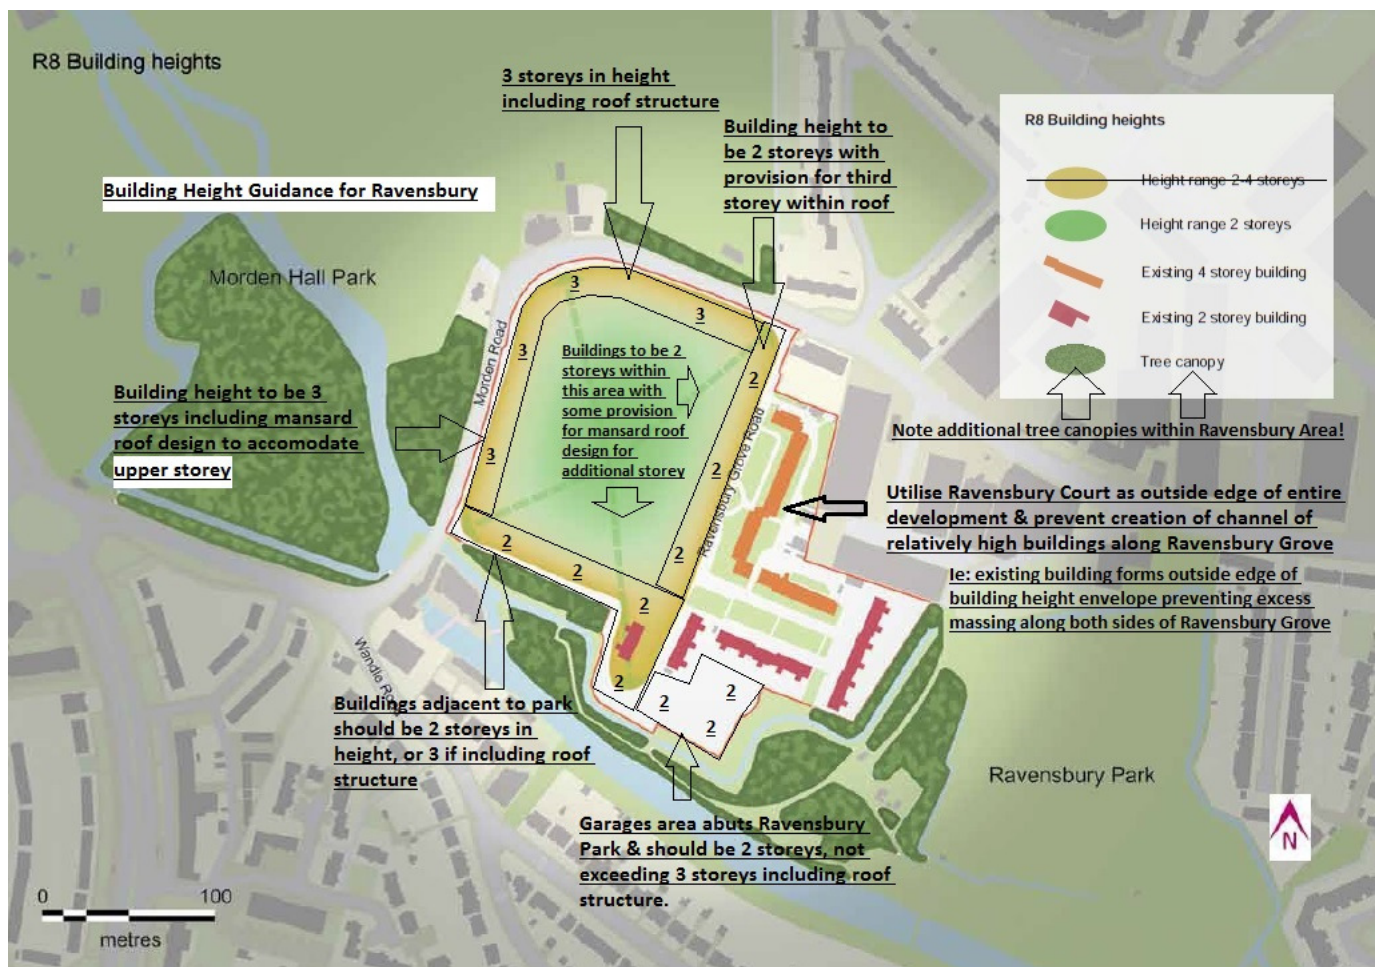 R8 Building heights
3 storeys in height
including roof structure
Building height to
be 2 storeys with
provision for third
storey within roof
R8 Building heights
Height range 2-4 storeys
Height range 2 storeys
Existing 4 storey building
Existing 2 storey building
Tree canopy
Note additional tree canopies within Ravensbury Area!
Building Height Guidance for Ravensbury
Morden Hall Park
Morden Road
3
3
3
3
Buildings to be 2
storeys within
this area with
some provision
for mansard roof
design for
additional storey
2
2
2
Ravensbury Grove Road
Building height to be 3
storeys including mansard
roof design to accomodate
upper storey
Utilise Ravensbury Court as outside edge of entire
development & prevent creation of channel of
relatively high buildings along Ravensbury Grove
Ie: existing building forms outside edge of
building height envelope preventing excess
massing along both sides of Ravensbury Grove
2
2
2
2
2
2
2
Wandle Road
Buildings adjacent to park
should be 2 storeys in
height, or 3 if including roof
structure
Ravensbury Park
Garages area abuts Ravensbury
Park & should be 2 storeys, not
exceeding 3 storeys including roof
structure.
N
0 100
metres